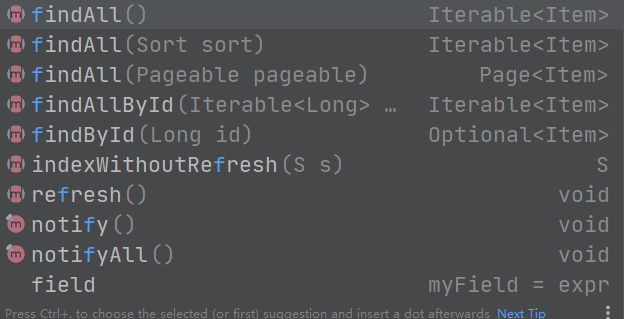 findAll() Iterable<Item>
findAll(Sort sort) Iterable<Item>
findAll(Pageable pageable) Page<Item>
findAllById(Iterable<Long> … Iterable<Item>
findById(Long id) Optional<Item>
indexWithoutRefresh(S s) S
refresh() void
notify() void
notifyAll() void
field myField = expr
Press Ctrl+. to choose the selected (or first) suggestion and insert a dot afterwards Next Tip